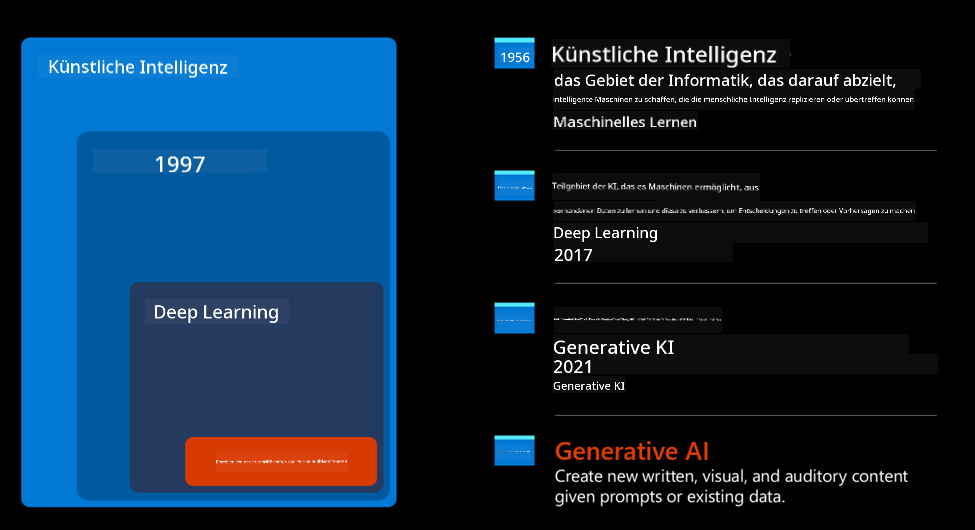 Künstliche Intelligenz
1997
Deep Learning
1956
Künstliche Intelligenz
das Gebiet der Informatik, das darauf abzielt,
intelligente Maschinen zu schaffen, die die menschliche Intelligenz replizieren oder übertreffen können
Maschinelles Lernen
Teilgebiet der KI, das es Maschinen ermöglicht, aus
vorhandenen Daten zu lernen und diese zu verbessern, um Entscheidungen zu treffen oder Vorhersagen zu machen
Deep Learning
2017
Generative KI
2021
Generative KI
Generative AI
Create new written, visual, and auditory content
given prompts or existing data.